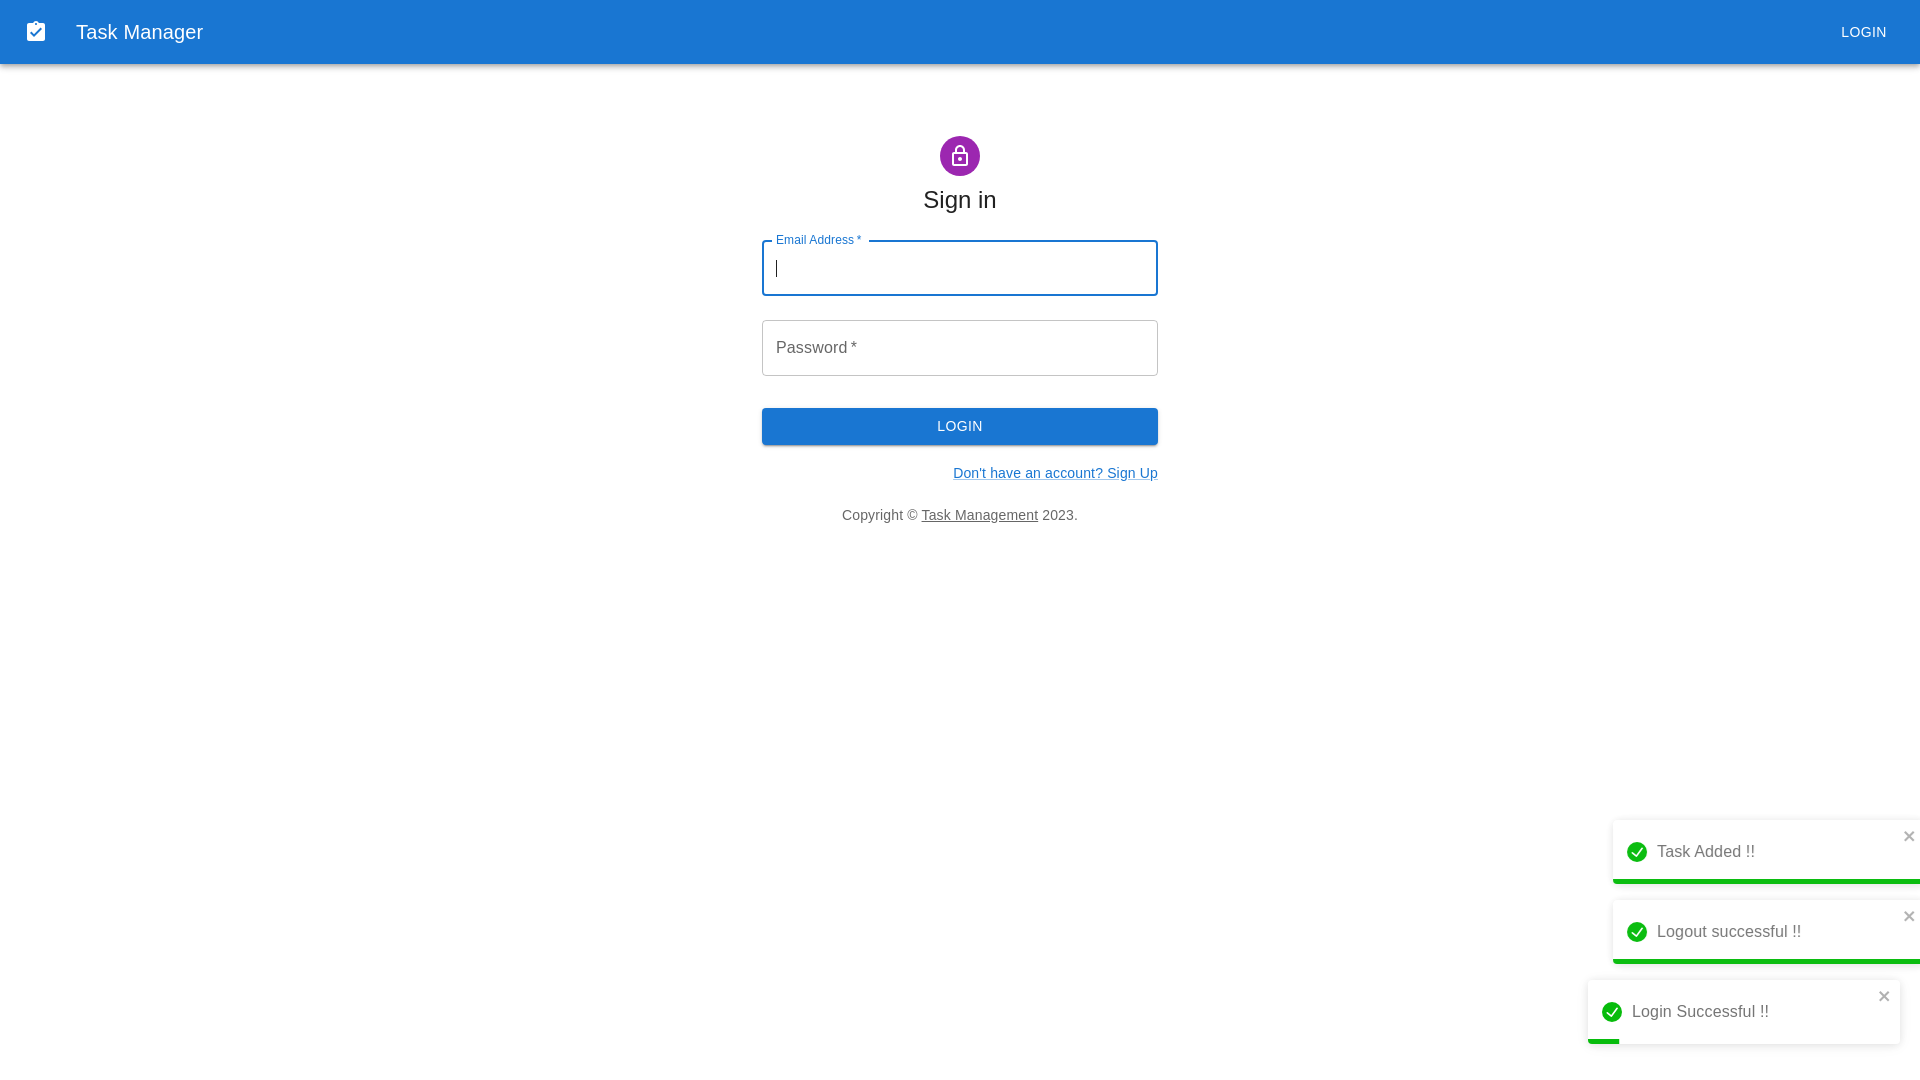 Task Manager
LOGIN
Sign in
Email Address *
Password *
LOGIN
Don't have an account? Sign Up
Copyright © Task Management 2023.
Task Added !!
Logout successful !!
Login Successful !!